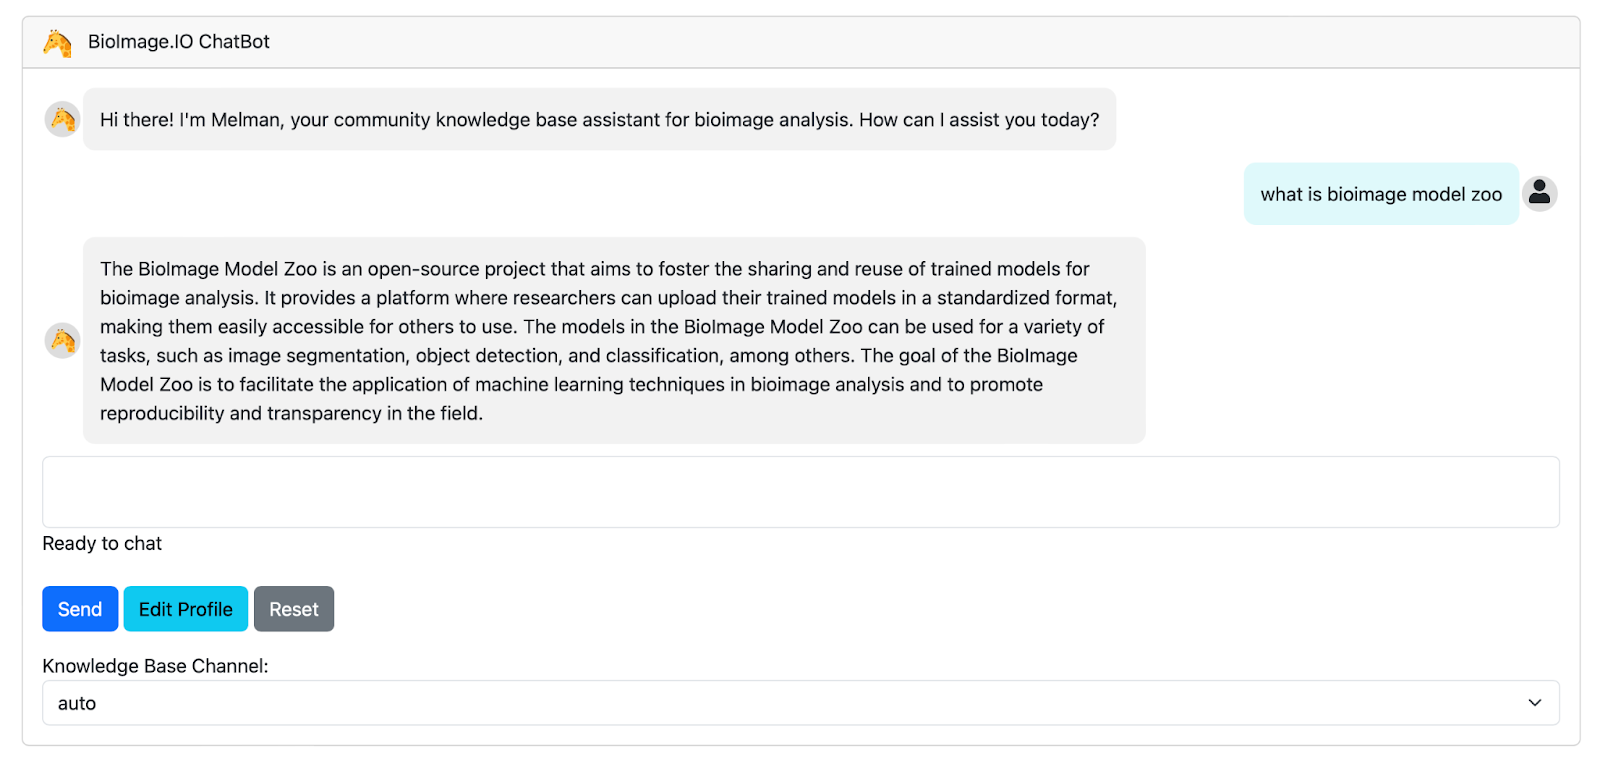 BioImage.IO ChatBot
Hi there! I'm Melman, your community knowledge base assistant for bioimage analysis. How can I assist you today?
what is bioimage model zoo
The BioImage Model Zoo is an open-source project that aims to foster the sharing and reuse of trained models for
bioimage analysis. It provides a platform where researchers can upload their trained models in a standardized format,
making them easily accessible for others to use. The models in the BioImage Model Zoo can be used for a variety of
tasks, such as image segmentation, object detection, and classification, among others. The goal of the BioImage
Model Zoo is to facilitate the application of machine learning techniques in bioimage analysis and to promote
reproducibility and transparency in the field.
Ready to chat
Send Edit Profile Reset
Knowledge Base Channel:
auto